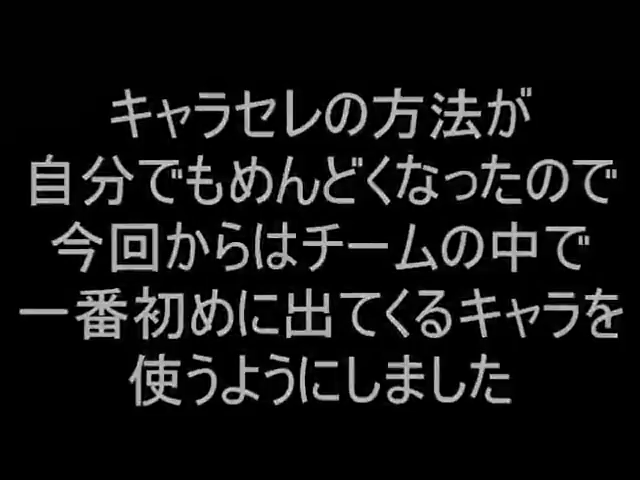 キャラセレの方法が
自分でもめんどくなったので
今回からはチームの中で
一番初めに出てくるキャラを
使うようにしました